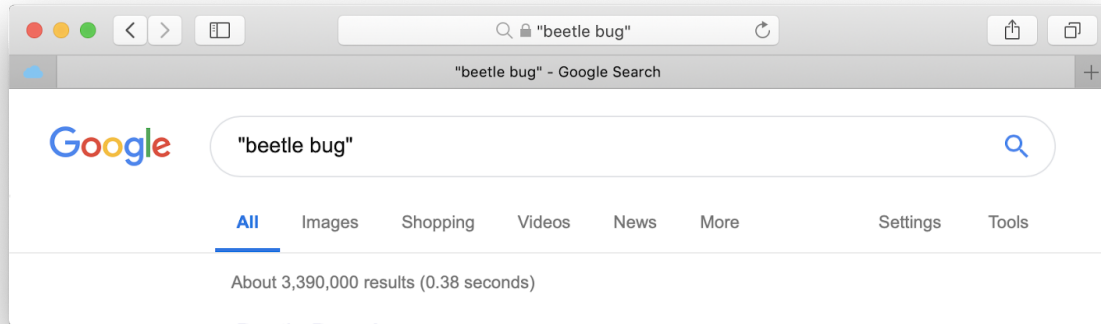 "beetle bug"
"beetle bug" - Google Search
Google "beetle bug"
All Images Shopping Videos News More Settings Tools
About 3,390,000 results (0.38 seconds)